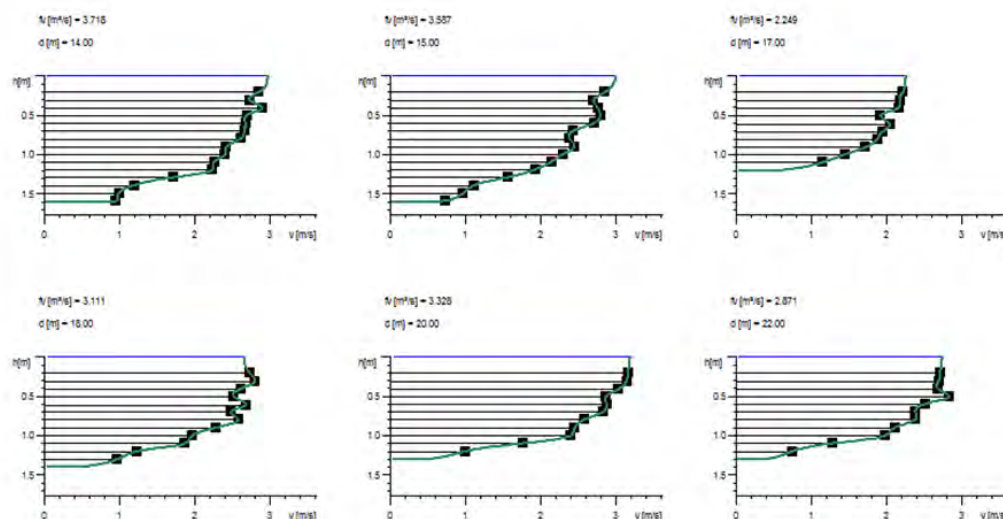 fv [m²/s] = 3.718
d [m] = 14.00
h[m]
0.5
1.0
1.5
0 1 2 3 v [m/s]
fv [m²/s] = 3.587
d [m] = 15.00
h[m]
0.5
1.0
1.5
0 1 2 3 v [m/s]
fv [m²/s] = 2.249
d [m] = 17.00
h[m]
0.5
1.0
1.5
0 1 2 3 v [m/s]
fv [m²/s] = 3.111
d [m] = 18.00
h[m]
0.5
1.0
1.5
0 1 2 3 v [m/s]
fv [m²/s] = 3.328
d [m] = 20.00
h[m]
0.5
1.0
1.5
0 1 2 3 v [m/s]
fv [m²/s] = 2.871
d [m] = 22.00
h[m]
0.5
1.0
1.5
0 1 2 3 v [m/s]